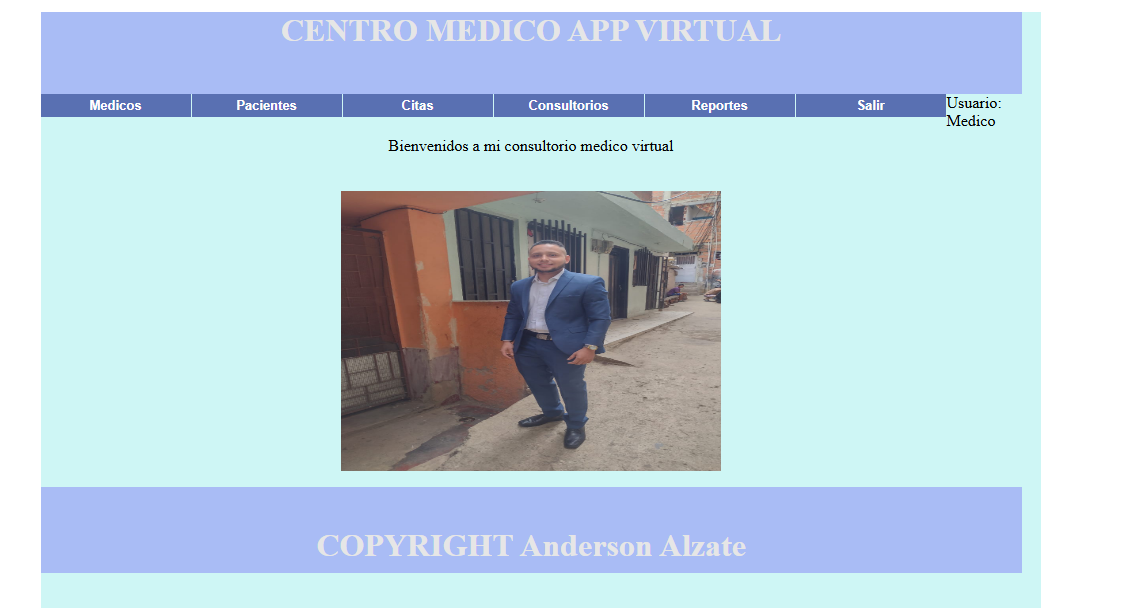 CENTRO MEDICO APP VIRTUAL
Medicos Pacientes Citas Consultorios Reportes Salir Usuario:
Medico
Bienvenidos a mi consultorio medico virtual
COPYRIGHT Anderson Alzate